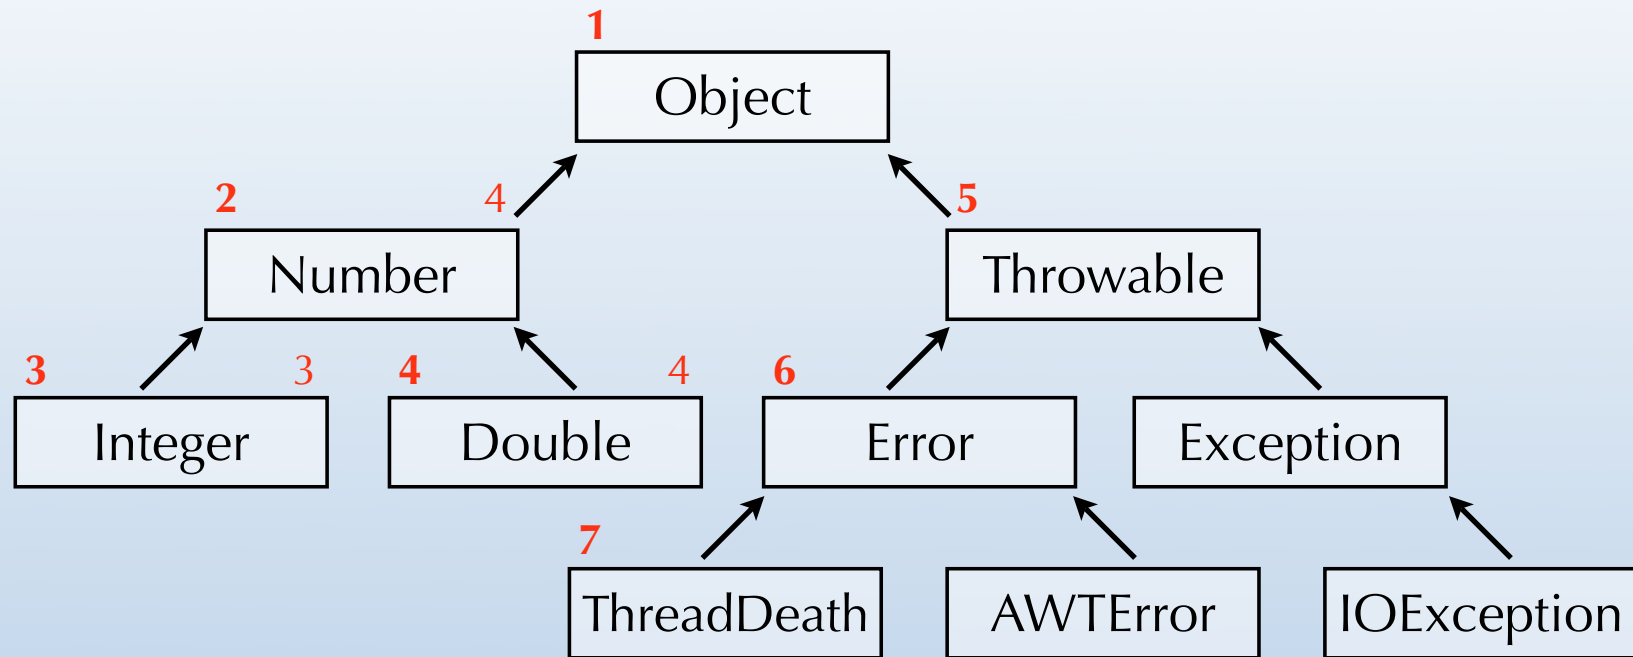 1
Object
2 4 5
Number Throwable
3 3 4 4 6
Integer Double Error Exception
7
ThreadDeath AWTError IOException